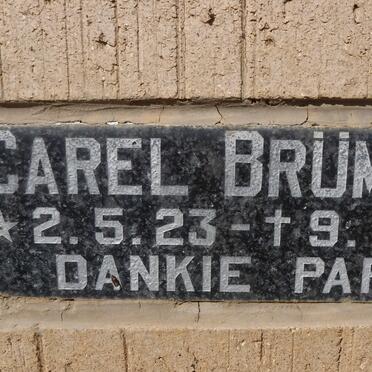 CAREL BRÜM
* 2.5.23 - † 9.
DANKIE PA